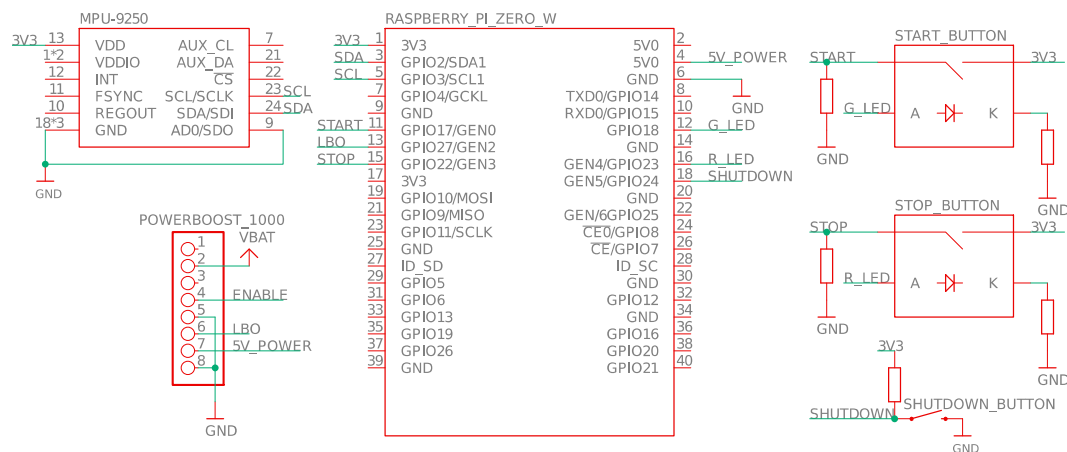 MPU-9250
3V3 13 VDD AUX_CL 7
1*2 VDDIO AUX_DA 21
12 INT CS 22
11 FSYNC SCL/SCLK 23 SCL
10 REGOUT SDA/SDI 24 SDA
18*3 GND AD0/SDO 9
GND
POWERBOOST_1000
VBAT
1
2
3
4 ENABLE
5
6 LBO
7 5V_POWER
8
GND
RASPBERRY_PI_ZERO_W
3V3 1 3V3 5V0 2
SDA 3 GPIO2/SDA1 5V0 4 5V_POWER
SCL 5 GPIO3/SCL1 GND 6
GND
7 GPIO4/GCKL TXD0/GPIO14 8
9 GND RXD0/GPIO15 10
START 11 GPIO17/GEN0 GPIO18 12 G_LED
LBO 13 GPIO27/GEN2 GND 14
STOP 15 GPIO22/GEN3 GEN4/GPIO23 16 R_LED
17 3V3 GEN5/GPIO24 18 SHUTDOWN
19 GPIO10/MOSI GND 20
21 GPIO9/MISO GEN/6GPIO25 22
23 GPIO11/SCLK CE0/GPIO8 24
25 GND CE/GPIO7 26
27 ID_SD ID_SC 28
29 GPIO5 GND 30
31 GPIO6 GPIO12 32
33 GPIO13 GND 34
35 GPIO19 GPIO16 36
37 GPIO26 GPIO20 38
39 GND GPIO21 40
START_BUTTON
START 3V3
G_LED A K
GND
GND
STOP_BUTTON
STOP 3V3
R_LED A K
GND
GND
3V3
SHUTDOWN SHUTDOWN_BUTTON
GND